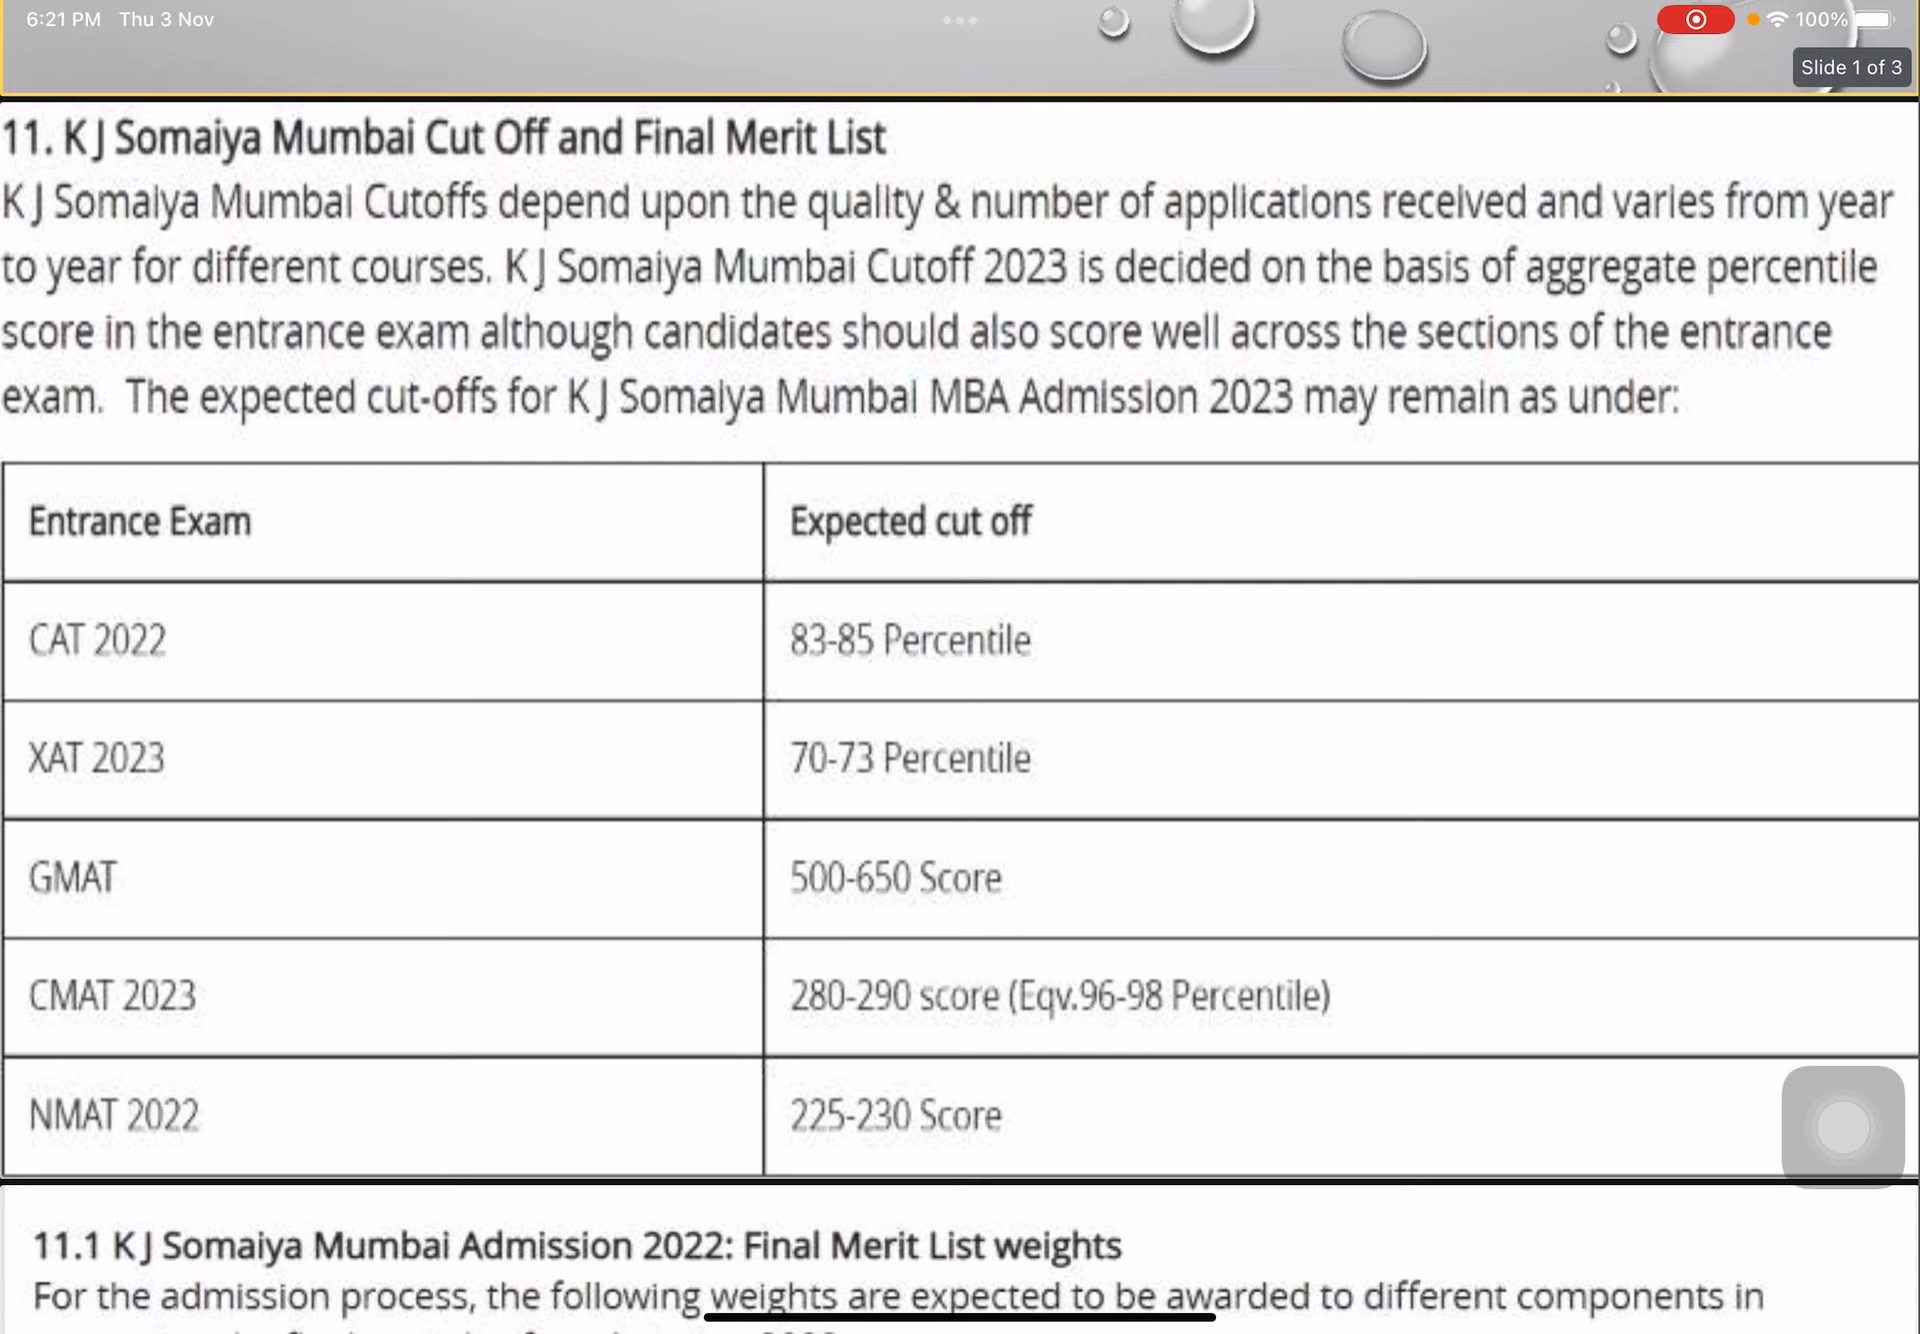 6:21 PM Thu 3 Nov
100%
Slide 1 of 3
11. K J Somaiya Mumbai Cut Off and Final Merit List
K J Somaiya Mumbai Cutoffs depend upon the quality & number of applications received and varies from year
to year for different courses. K J Somaiya Mumbai Cutoff 2023 is decided on the basis of aggregate percentile
score in the entrance exam although candidates should also score well across the sections of the entrance
exam. The expected cut-offs for K J Somaiya Mumbai MBA Admission 2023 may remain as under:
Entrance Exam Expected cut off
CAT 2022 83-85 Percentile
XAT 2023 70-73 Percentile
GMAT 500-650 Score
CMAT 2023 280-290 score (Eqv.96-98 Percentile)
NMAT 2022 225-230 Score
11.1 K J Somaiya Mumbai Admission 2022: Final Merit List weights
For the admission process, the following weights are expected to be awarded to different components in